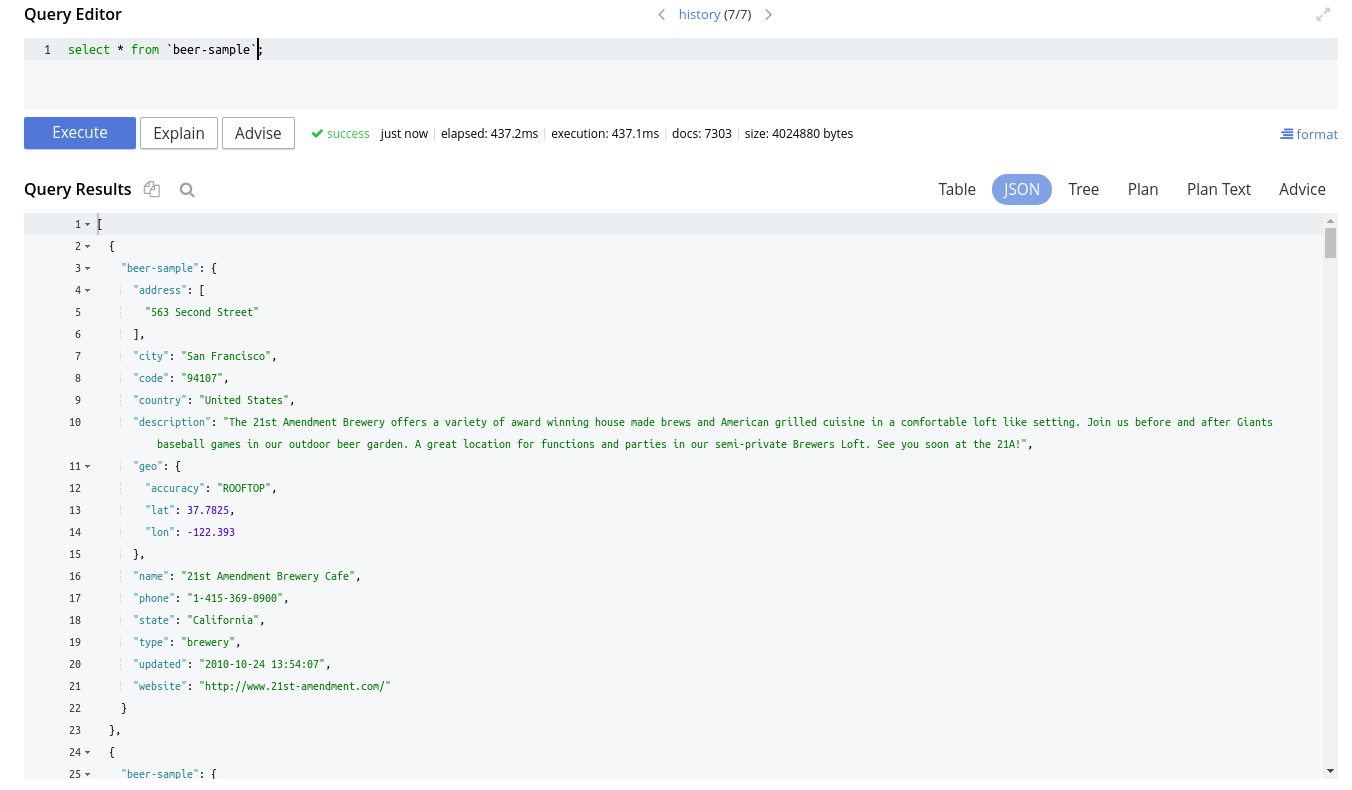 Query Editor
history (7/7)
1 select * from `beer-sample`;
Execute Explain Advise success just now elapsed: 437.2ms execution: 437.1ms docs: 7303 size: 4024880 bytes format
Query Results Table JSON Tree Plan Plan Text Advice
1 [
2 {
3 "beer-sample": {
4 "address": [
5 "563 Second Street"
6 ],
7 "city": "San Francisco",
8 "code": "94107",
9 "country": "United States",
10 "description": "The 21st Amendment Brewery offers a variety of award winning house made brews and American grilled cuisine in a comfortable loft like setting. Join us before and after Giants
baseball games in our outdoor beer garden. A great location for functions and parties in our semi-private Brewers Loft. See you soon at the 21A!",
11 "geo": {
12 "accuracy": "ROOFTOP",
13 "lat": 37.7825,
14 "lon": -122.393
15 },
16 "name": "21st Amendment Brewery Cafe",
17 "phone": "1-415-369-0900",
18 "state": "California",
19 "type": "brewery",
20 "updated": "2010-10-24 13:54:07",
21 "website": "http://www.21st-amendment.com/"
22 }
23 },
24 {
25 "beer-sample": {